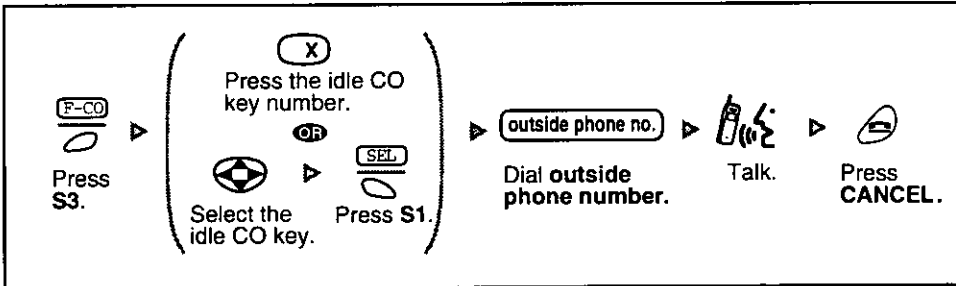 F-CO
Press
S3.
X
Press the idle CO
key number.
OR
Select the
idle CO key.
SEL
Press S1.
outside phone no.
Dial outside
phone number.
Talk.
Press
CANCEL.